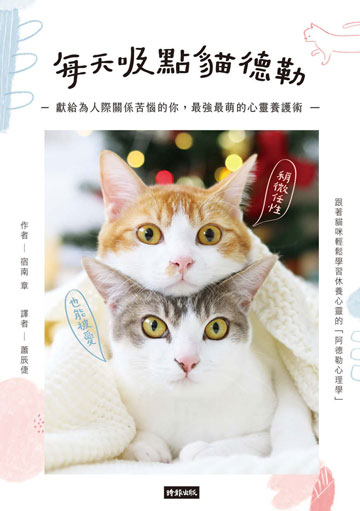 每天吸點貓德勒
— 獻給為人際關係苦惱的你，最強最萌的心靈養護術 —
稍微任性
也能被愛
跟著貓咪輕鬆學習休養心靈的「阿德勒心理學」
作者 — 宿南 章　譯者 — 蕭辰倢
時報出版